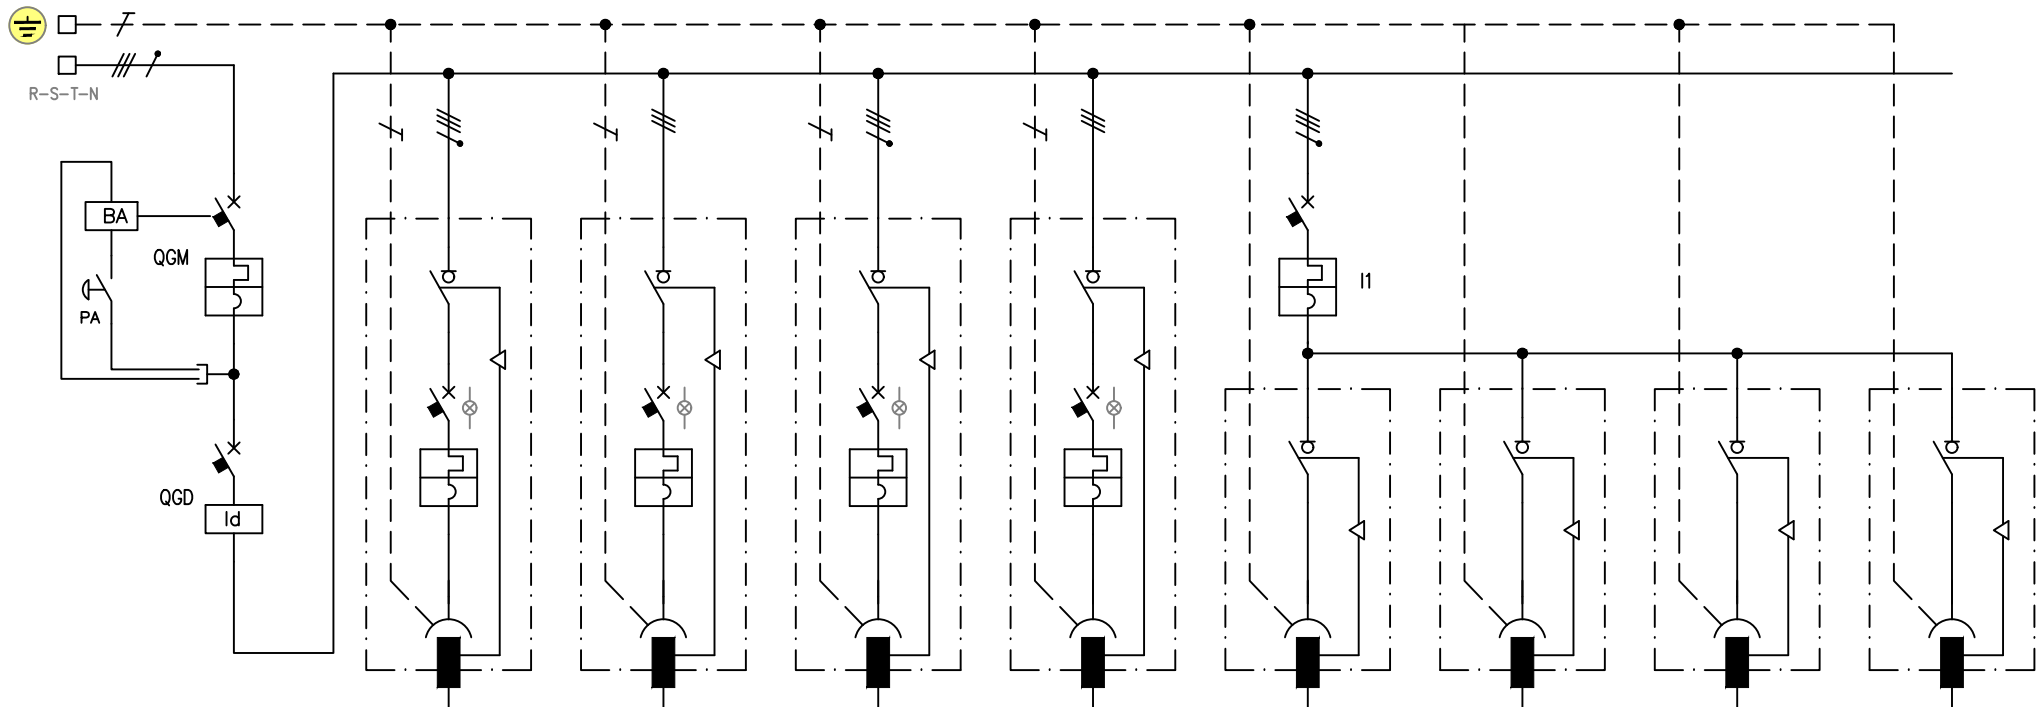 R-S-T-N
BA
QGM
I1
PA
QGD
Id